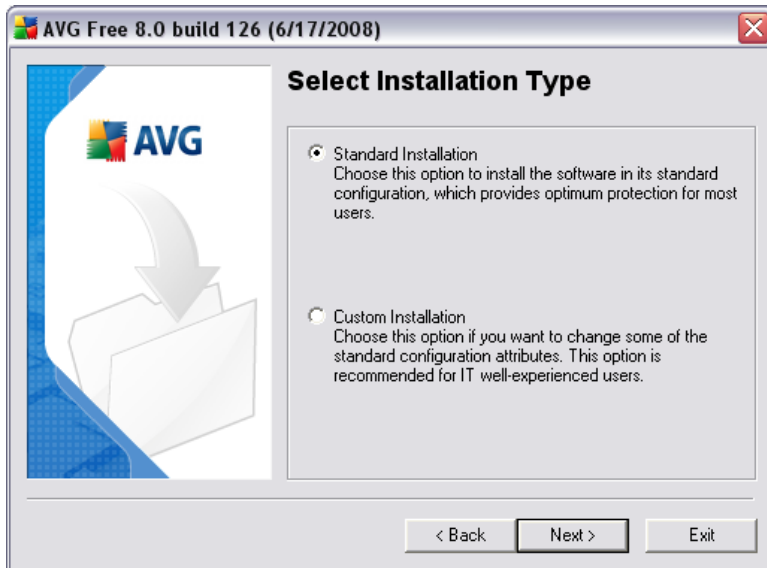 AVG Free 8.0 build 126 (6/17/2008)
AVG
Select Installation Type
Standard Installation
Choose this option to install the software in its standard
configuration, which provides optimum protection for most
users.
Custom Installation
Choose this option if you want to change some of the
standard configuration attributes. This option is
recommended for IT well-experienced users.
< Back
Next >
Exit